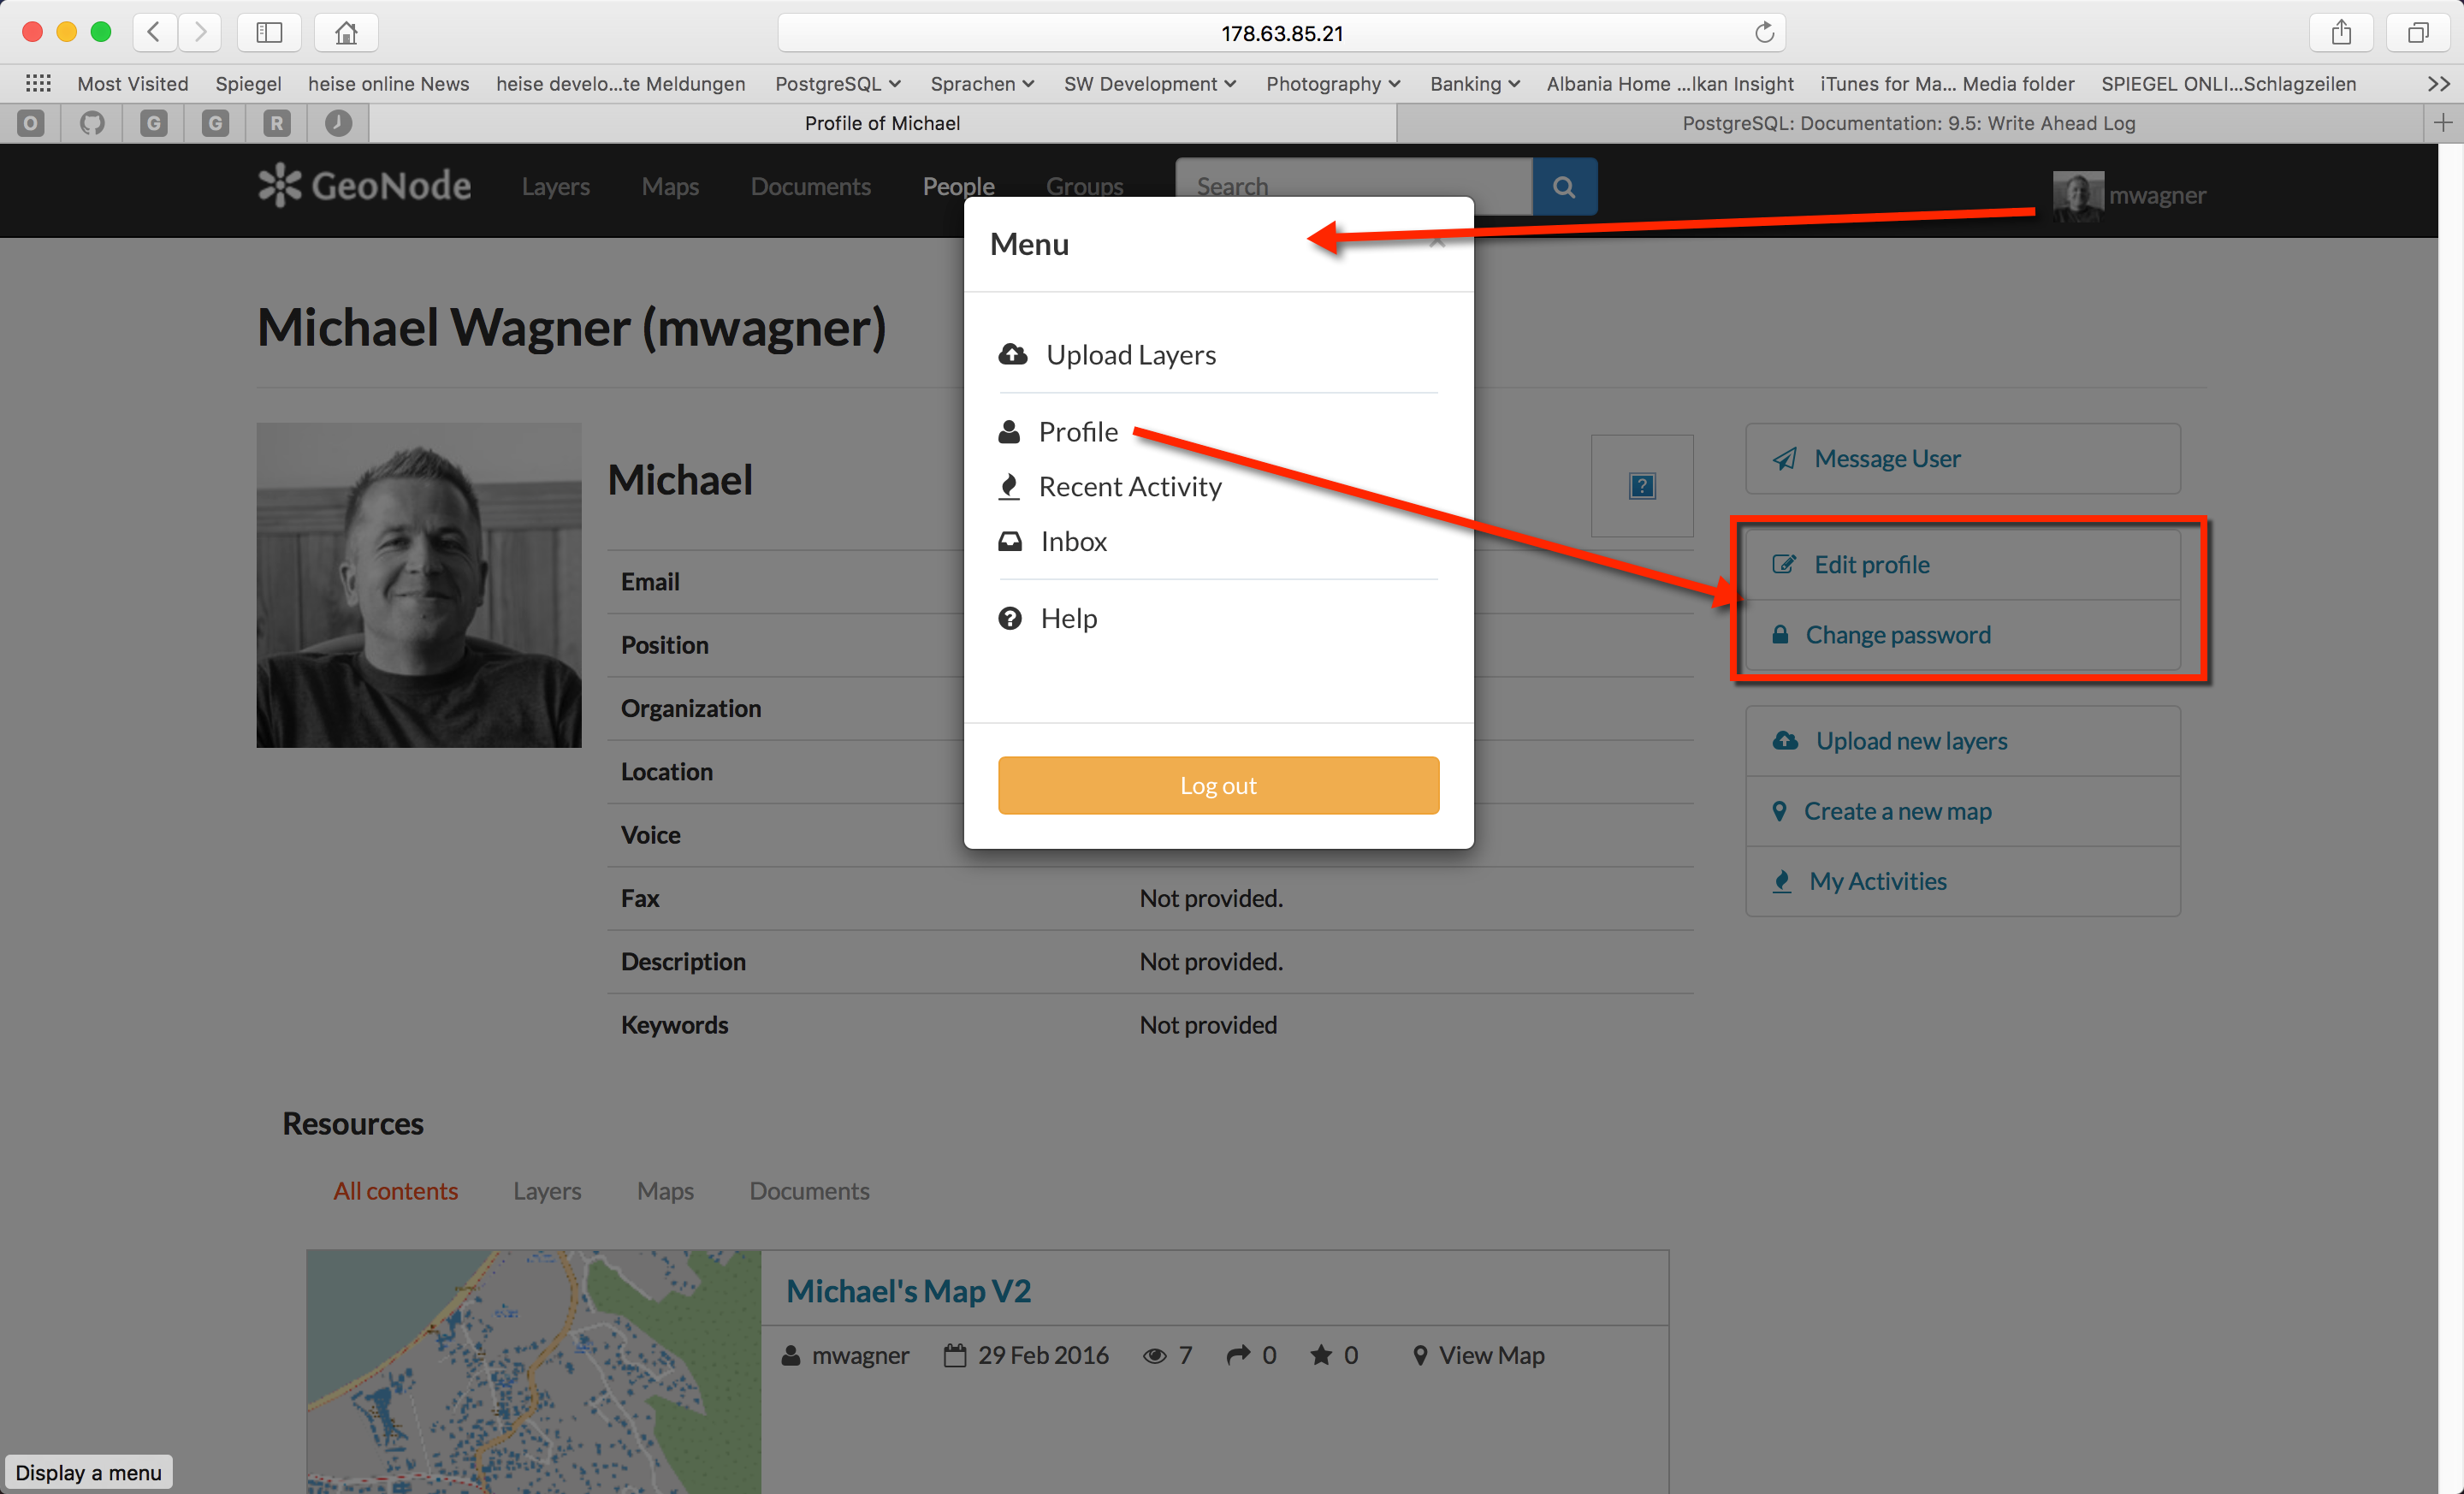 178.63.85.21
Most Visited Spiegel heise online News heise develo...te Meldungen PostgreSQL Sprachen SW Development Photography Banking Albania Home ...lkan Insight iTunes for Ma... Media folder SPIEGEL ONLI...Schlagzeilen
O G G R Profile of Michael PostgreSQL: Documentation: 9.5: Write Ahead Log
GeoNode Layers Maps Documents People Groups Search mwagner
Menu
Upload Layers
Profile
Recent Activity
Inbox
Help
Log out
Michael Wagner (mwagner)
Michael
Email
Position
Organization
Location
Voice
Fax Not provided.
Description Not provided.
Keywords Not provided
Message User
Edit profile
Change password
Upload new layers
Create a new map
My Activities
Resources
All contents Layers Maps Documents
Michael's Map V2
mwagner 29 Feb 2016 7 0 0 View Map
Display a menu